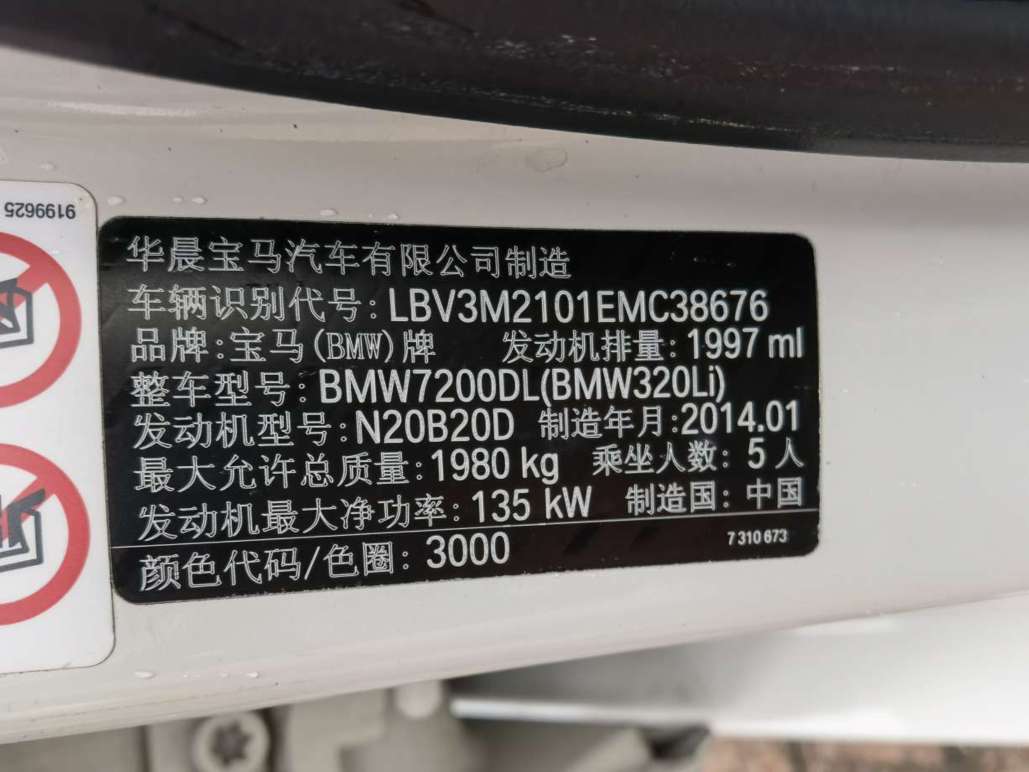 9199625
华晨宝马汽车有限公司制造
车辆识别代号:LBV3M2101EMC38676
品牌:宝马(BMW)牌 发动机排量:1997 ml
整车型号:BMW7200DL(BMW320Li)
发动机型号:N20B20D 制造年月:2014.01
最大允许总质量:1980 kg 乘坐人数:5人
发动机最大净功率:135 kW 制造国:中国
颜色代码/色圈:3000 7 310 673